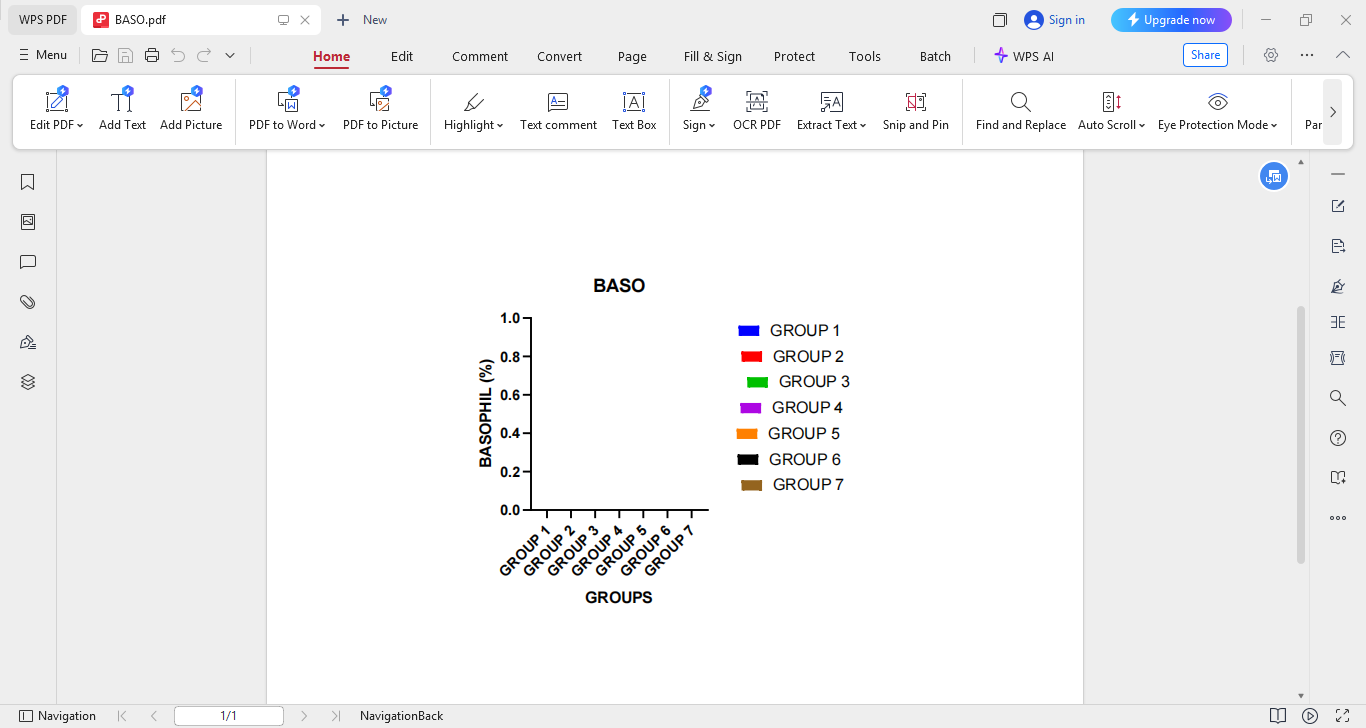 WPS PDF BASO.pdf New Sign in Upgrade now
Menu Home Edit Comment Convert Page Fill & Sign Protect Tools Batch WPS AI Share
Edit PDF Add Text Add Picture PDF to Word PDF to Picture Highlight Text comment Text Box Sign OCR PDF Extract Text Snip and Pin Find and Replace Auto Scroll Eye Protection Mode Par
BASO
BASOPHIL (%)
1.0
0.8
0.6
0.4
0.2
0.0
GROUP 1
GROUP 2
GROUP 3
GROUP 4
GROUP 5
GROUP 6
GROUP 7
GROUPS
GROUP 1
GROUP 2
GROUP 3
GROUP 4
GROUP 5
GROUP 6
GROUP 7
Navigation 1/1 NavigationBack